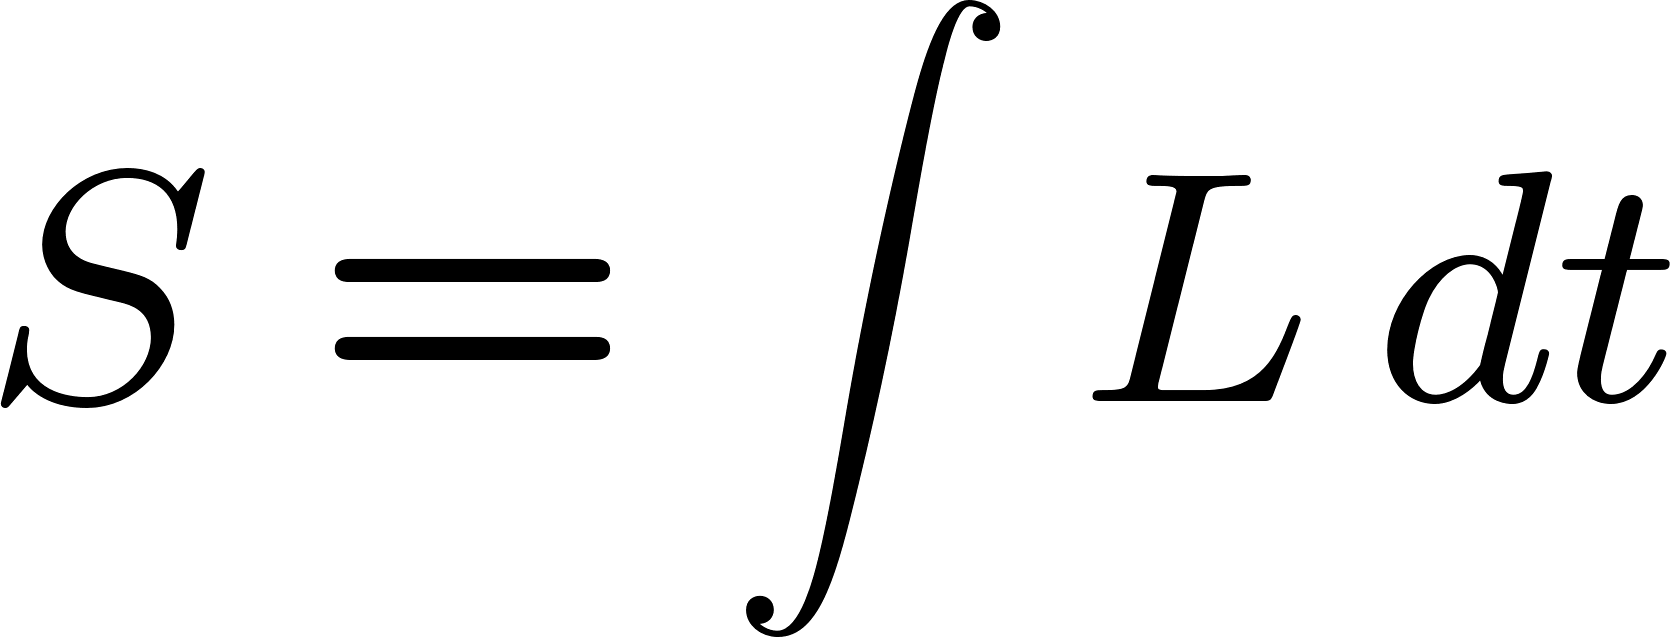 S = ∫ L dt